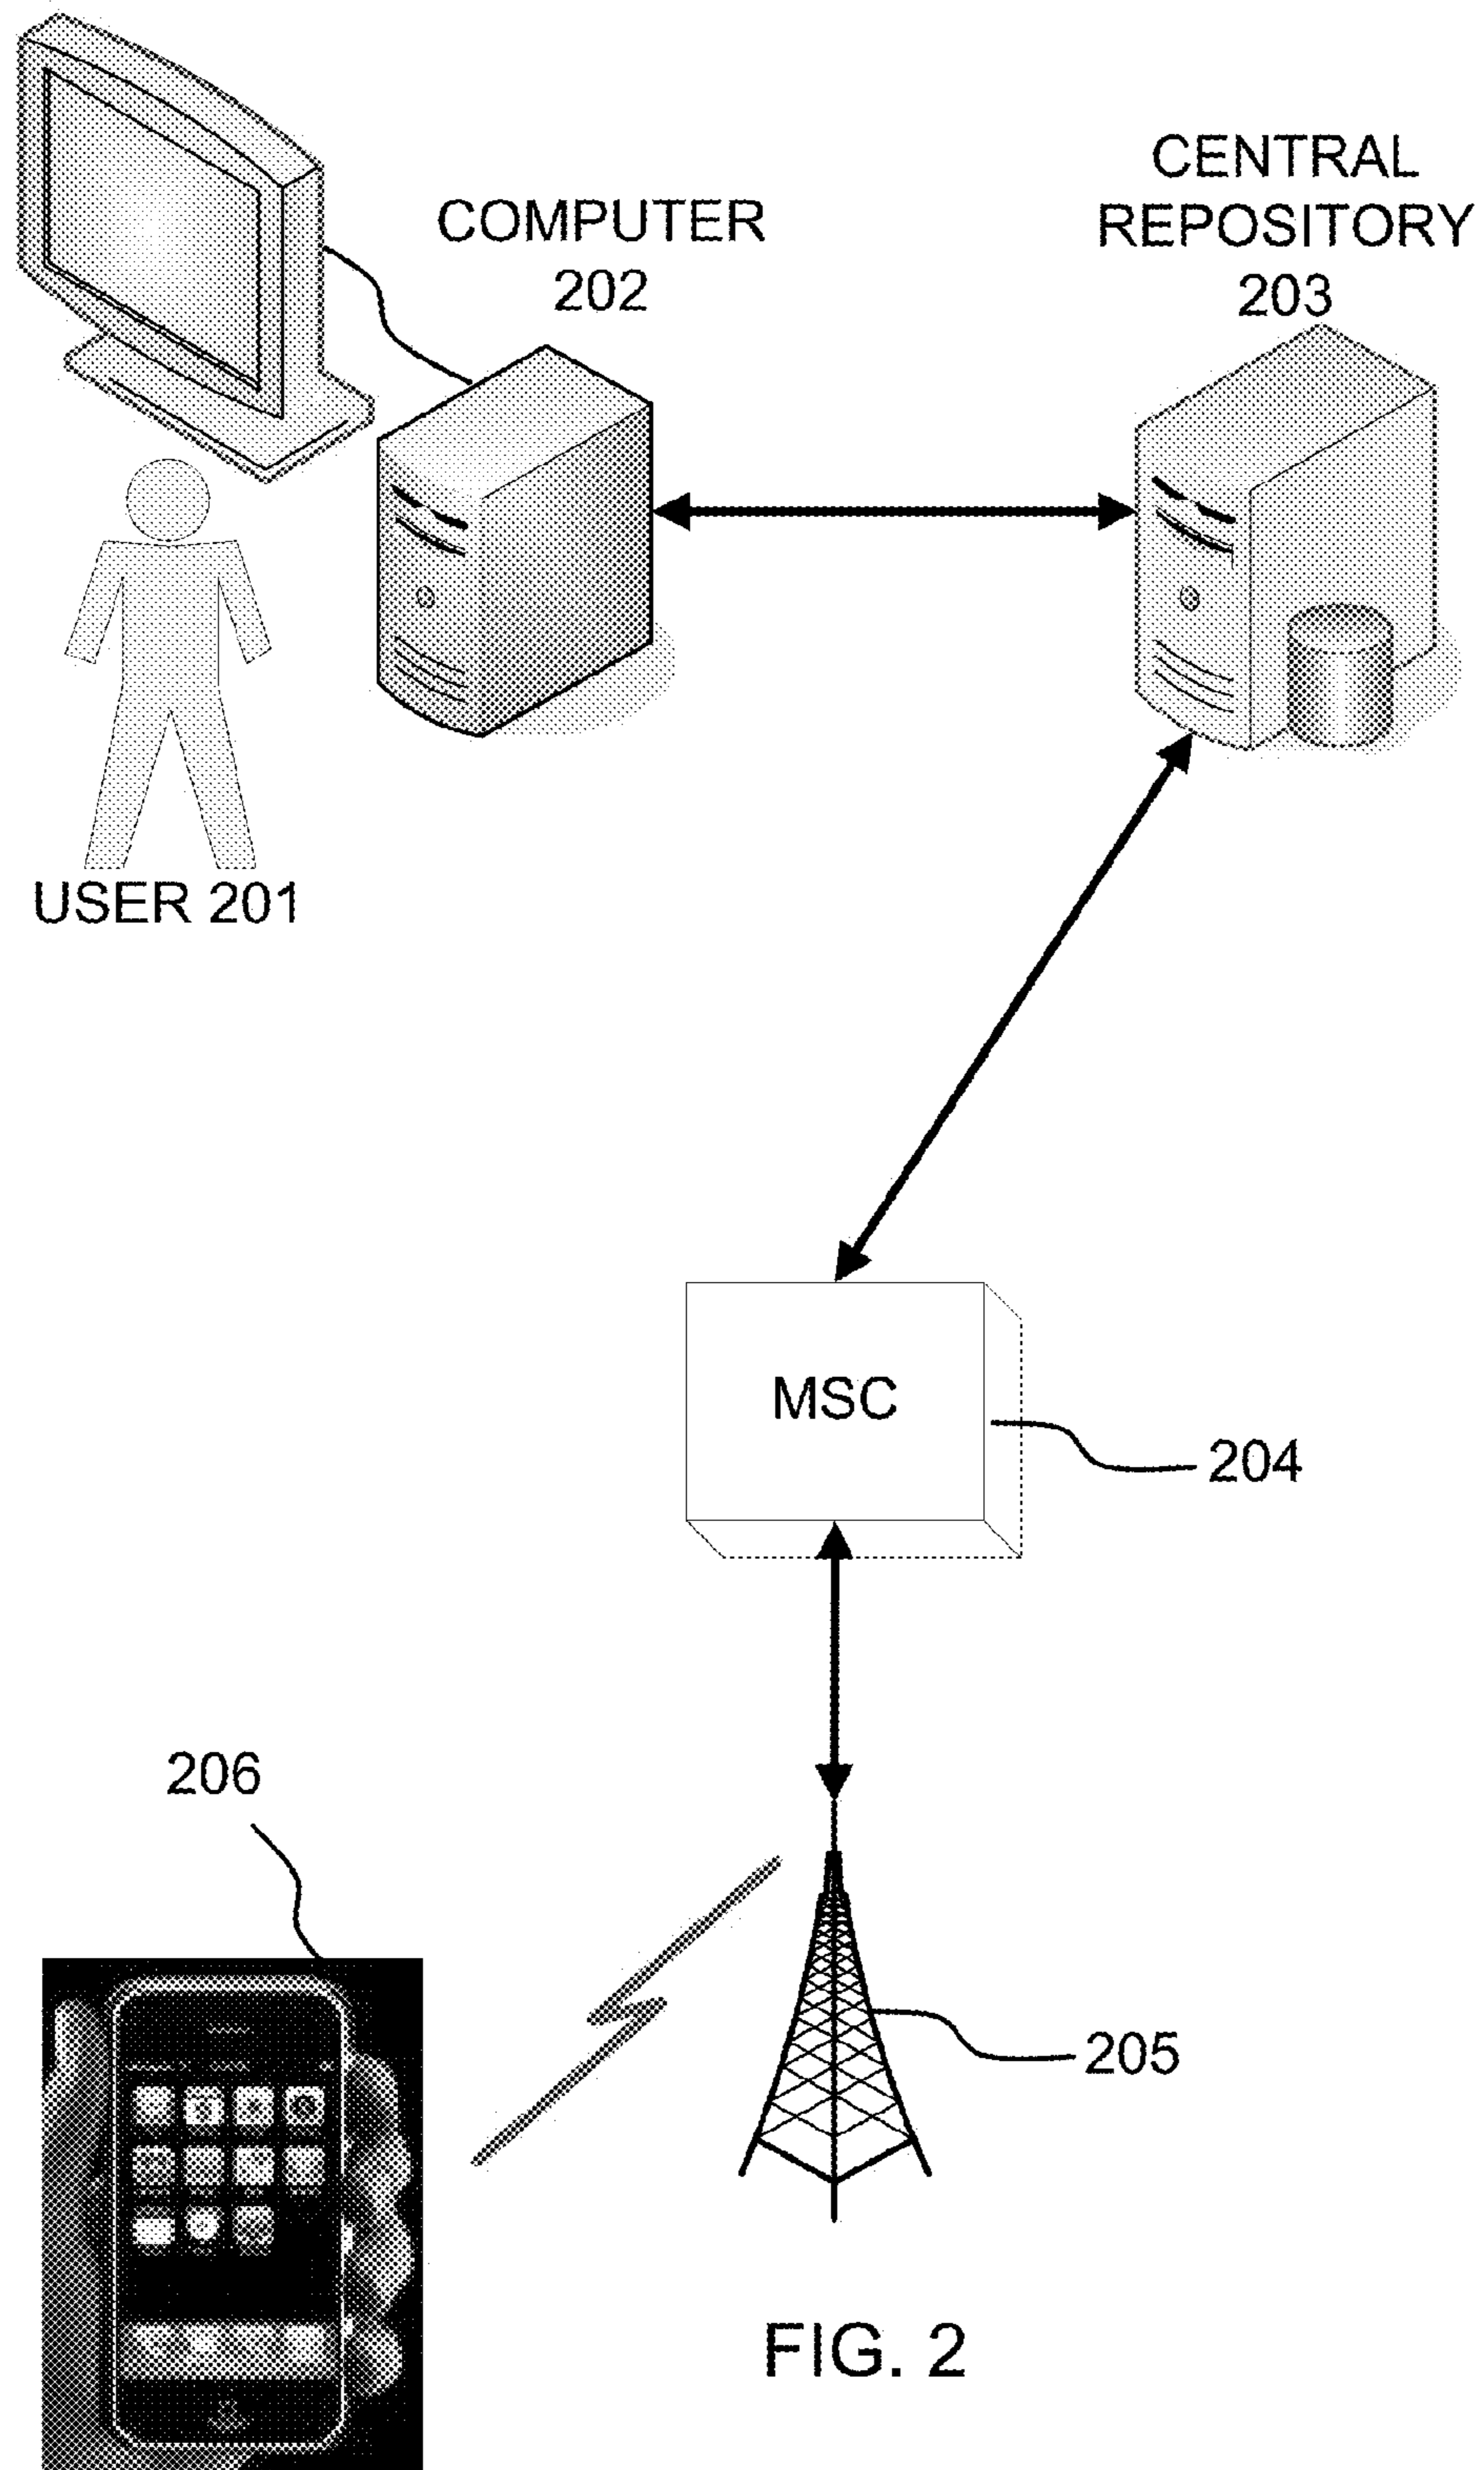 COMPUTER
202
CENTRAL
REPOSITORY
203
USER 201
MSC
204
206
205
FIG. 2